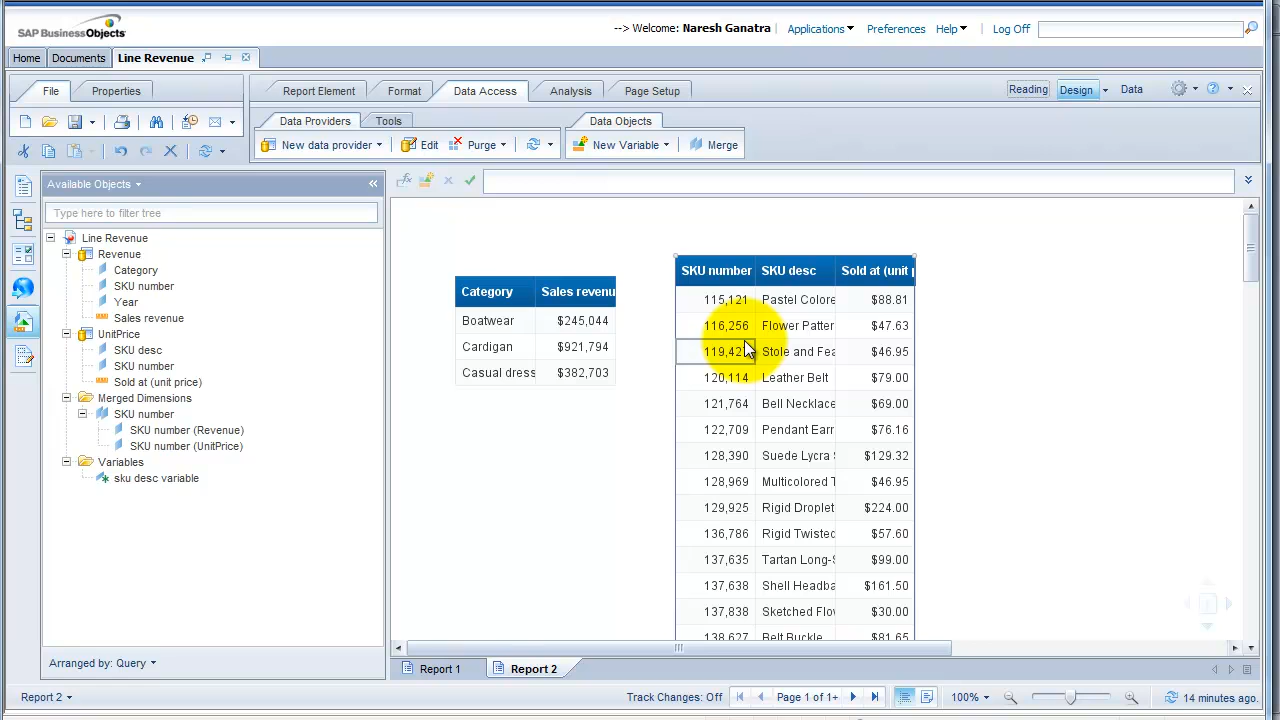 SAP BusinessObjects
--> Welcome: Naresh Ganatra | Applications Preferences Help | Log Off
Home Documents Line Revenue
File Properties Report Element Format Data Access Analysis Page Setup Reading Design Data
Data Providers Tools Data Objects
New data provider Edit Purge New Variable Merge
Available Objects
Type here to filter tree
Line Revenue
Revenue
Category
SKU number
Year
Sales revenue
UnitPrice
SKU desc
SKU number
Sold at (unit price)
Merged Dimensions
SKU number
SKU number (Revenue)
SKU number (UnitPrice)
Variables
sku desc variable
Arranged by: Query
Category Sales revenu
Boatwear $245,044
Cardigan $921,794
Casual dress $382,703
SKU number SKU desc Sold at (unit p
115,121 Pastel Colore $88.81
116,256 Flower Patter $47.63
119,42 Stole and Fea $46.95
120,114 Leather Belt $79.00
121,764 Bell Necklace $69.00
122,709 Pendant Earr $76.16
128,390 Suede Lycra S $129.32
128,969 Multicolored T $46.95
129,925 Rigid Droplet $224.00
136,786 Rigid Twisted $57.60
137,635 Tartan Long-S $99.00
137,638 Shell Headba $161.50
137,838 Sketched Flov $30.00
138,627 Belt Buckle $81.65
Report 1 Report 2
Report 2 Track Changes: Off Page 1 of 1+ 100% 14 minutes ago.